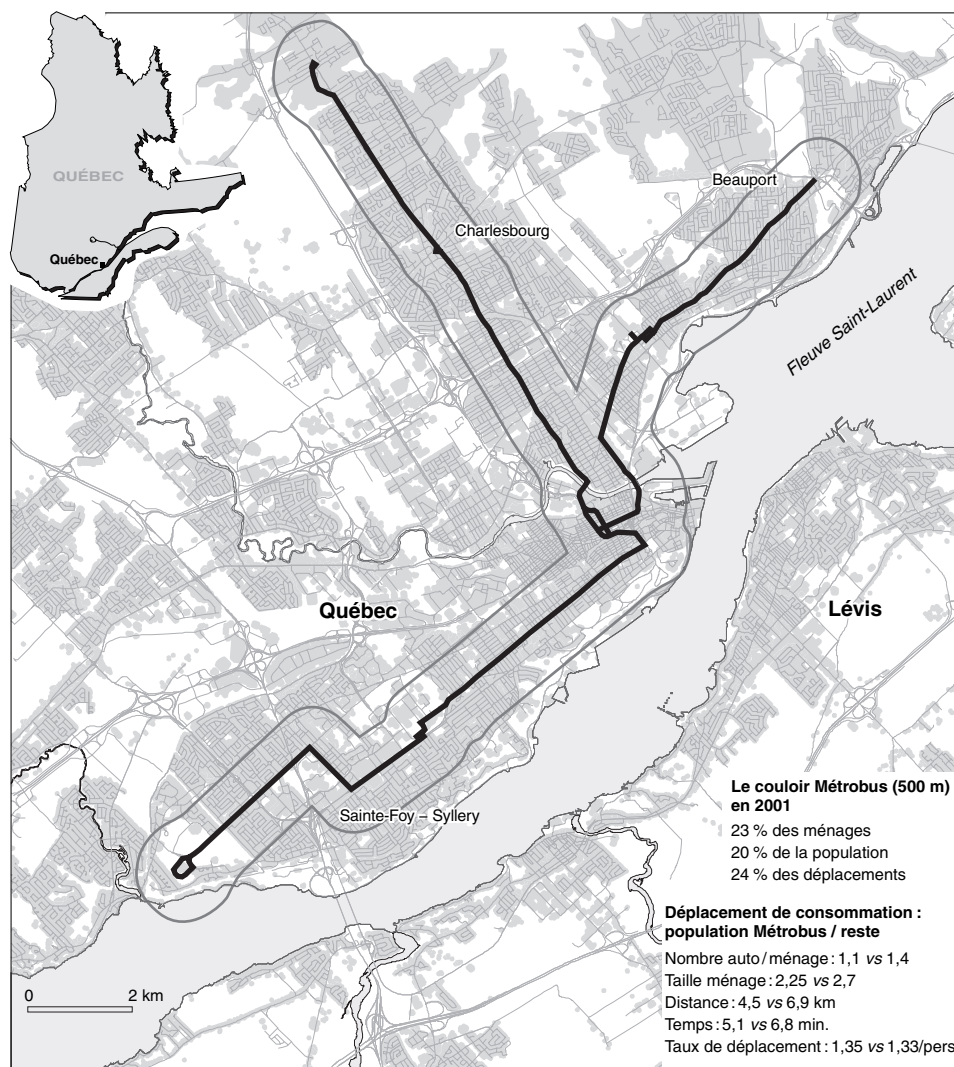 QUÉBEC
Québec
Beauport
Charlesbourg
Fleuve Saint-Laurent
Québec
Lévis
Sainte-Foy – Syllery
Le couloir Métrobus (500 m)
en 2001
23 % des ménages
20 % de la population
24 % des déplacements
Déplacement de consommation :
population Métrobus / reste
Nombre auto/ménage : 1,1 vs 1,4
Taille ménage : 2,25 vs 2,7
Distance : 4,5 vs 6,9 km
Temps : 5,1 vs 6,8 min.
Taux de déplacement : 1,35 vs 1,33/pers
0 2 km